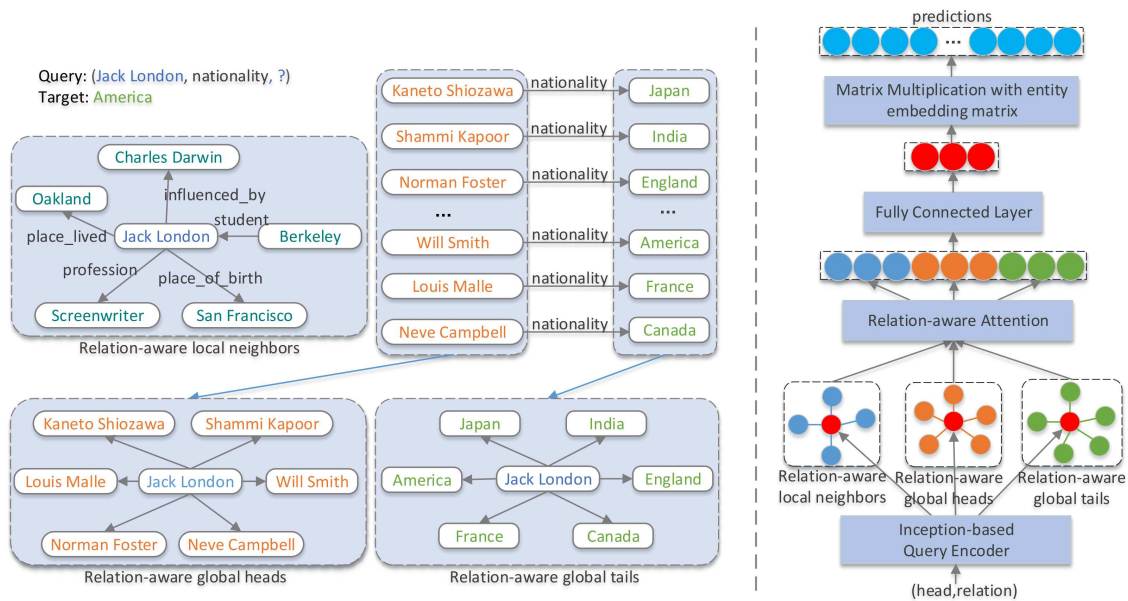 Query: (Jack London, nationality, ?)
Target: America
Charles Darwin
influenced_by
Oakland
student
place_lived
Jack London
Berkeley
profession
place_of_birth
Screenwriter
San Francisco
Relation-aware local neighbors
Kaneto Shiozawa
nationality
Japan
Shammi Kapoor
nationality
India
Norman Foster
nationality
England
...
...
Will Smith
nationality
America
Louis Malle
nationality
France
Neve Campbell
nationality
Canada
Kaneto Shiozawa
Shammi Kapoor
Louis Malle
Jack London
Will Smith
Norman Foster
Neve Campbell
Relation-aware global heads
Japan
India
America
Jack London
England
France
Canada
Relation-aware global tails
predictions
...
Matrix Multiplication with entity
embedding matrix
Fully Connected Layer
Relation-aware Attention
Relation-aware
local neighbors
Relation-aware
global heads
Relation-aware
global tails
Inception-based
Query Encoder
(head,relation)